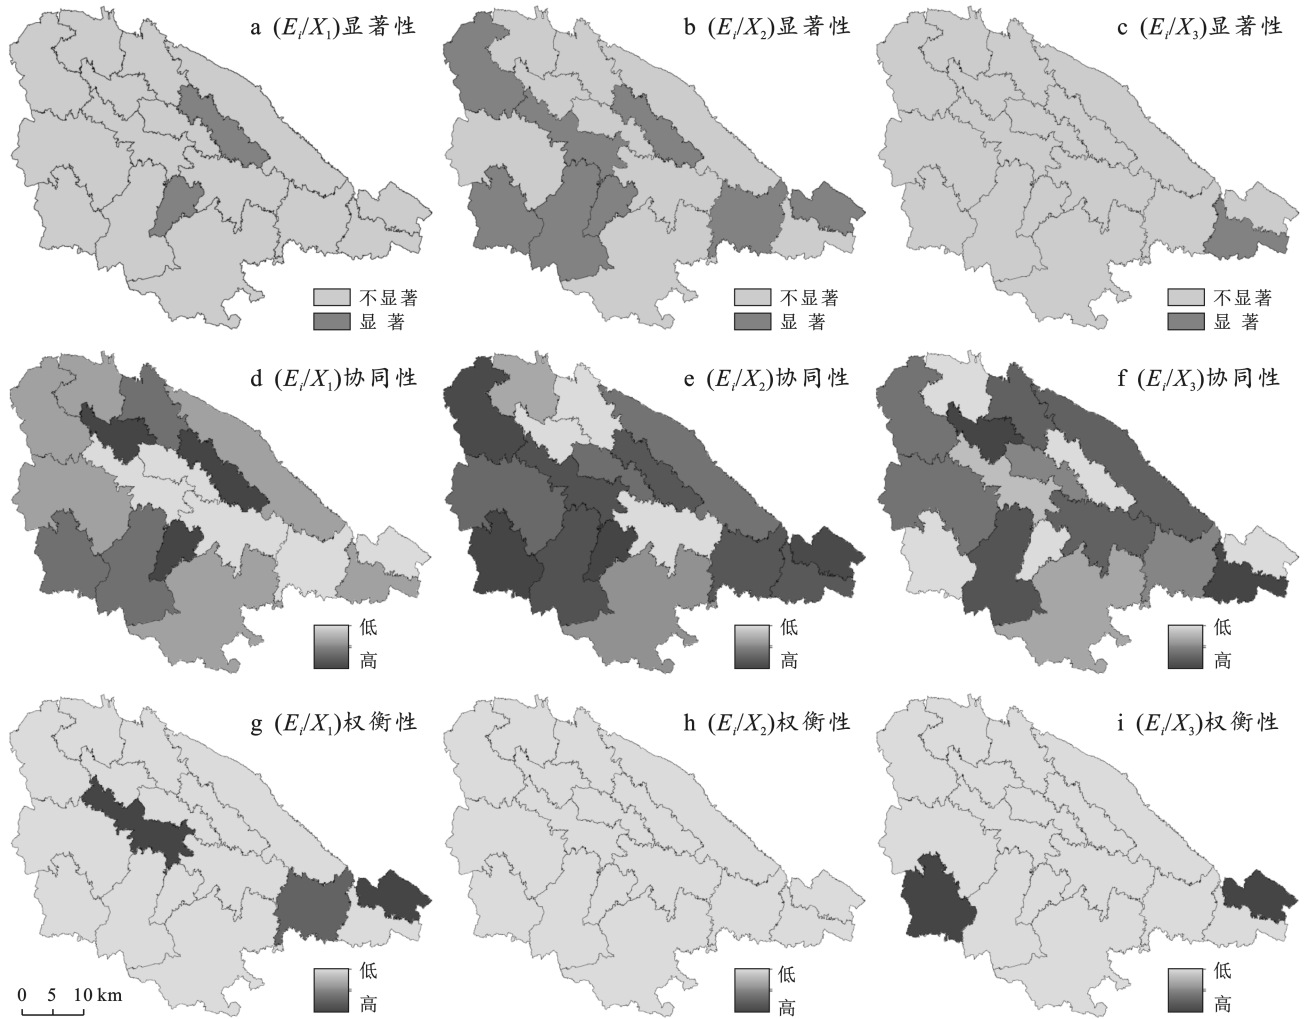 a (Ei/X1)显著性
b (Ei/X2)显著性
c (Ei/X3)显著性
不显著
显 著
不显著
显 著
不显著
显 著
d (Ei/X1)协同性
e (Ei/X2)协同性
f (Ei/X3)协同性
低
高
低
高
低
高
g (Ei/X1)权衡性
h (Ei/X2)权衡性
i (Ei/X3)权衡性
低
高
低
高
低
高
0 5 10 km